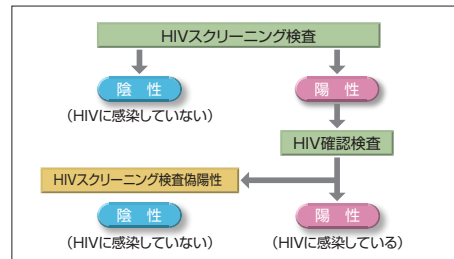 HIVスクリーニング検査
陰 性
陽 性
(HIVに感染していない)
HIV確認検査
HIVスクリーニング検査偽陽性
陰 性
陽 性
(HIVに感染していない)
(HIVに感染している)